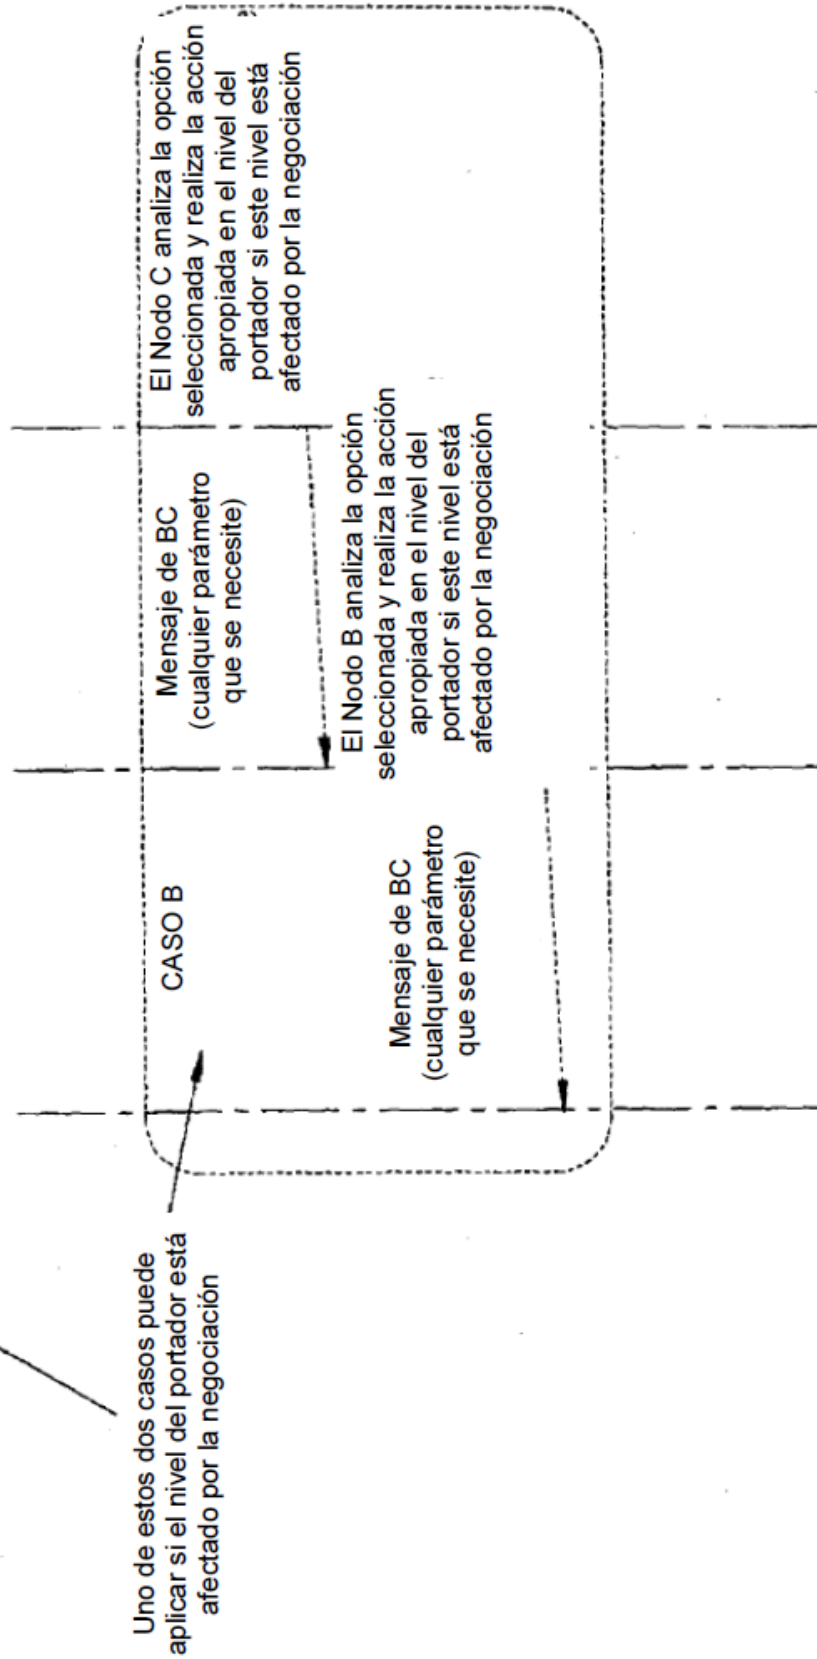 El Nodo C analiza la opción
seleccionada y realiza la acción
apropiada en el nivel del
portador si este nivel está
afectado por la negociación
Mensaje de BC
(cualquier parámetro
que se necesite)
CASO B
El Nodo B analiza la opción
seleccionada y realiza la acción
apropiada en el nivel del
portador si este nivel está
afectado por la negociación
Mensaje de BC
(cualquier parámetro
que se necesite)
Uno de estos dos casos puede
aplicar si el nivel del portador está
afectado por la negociación